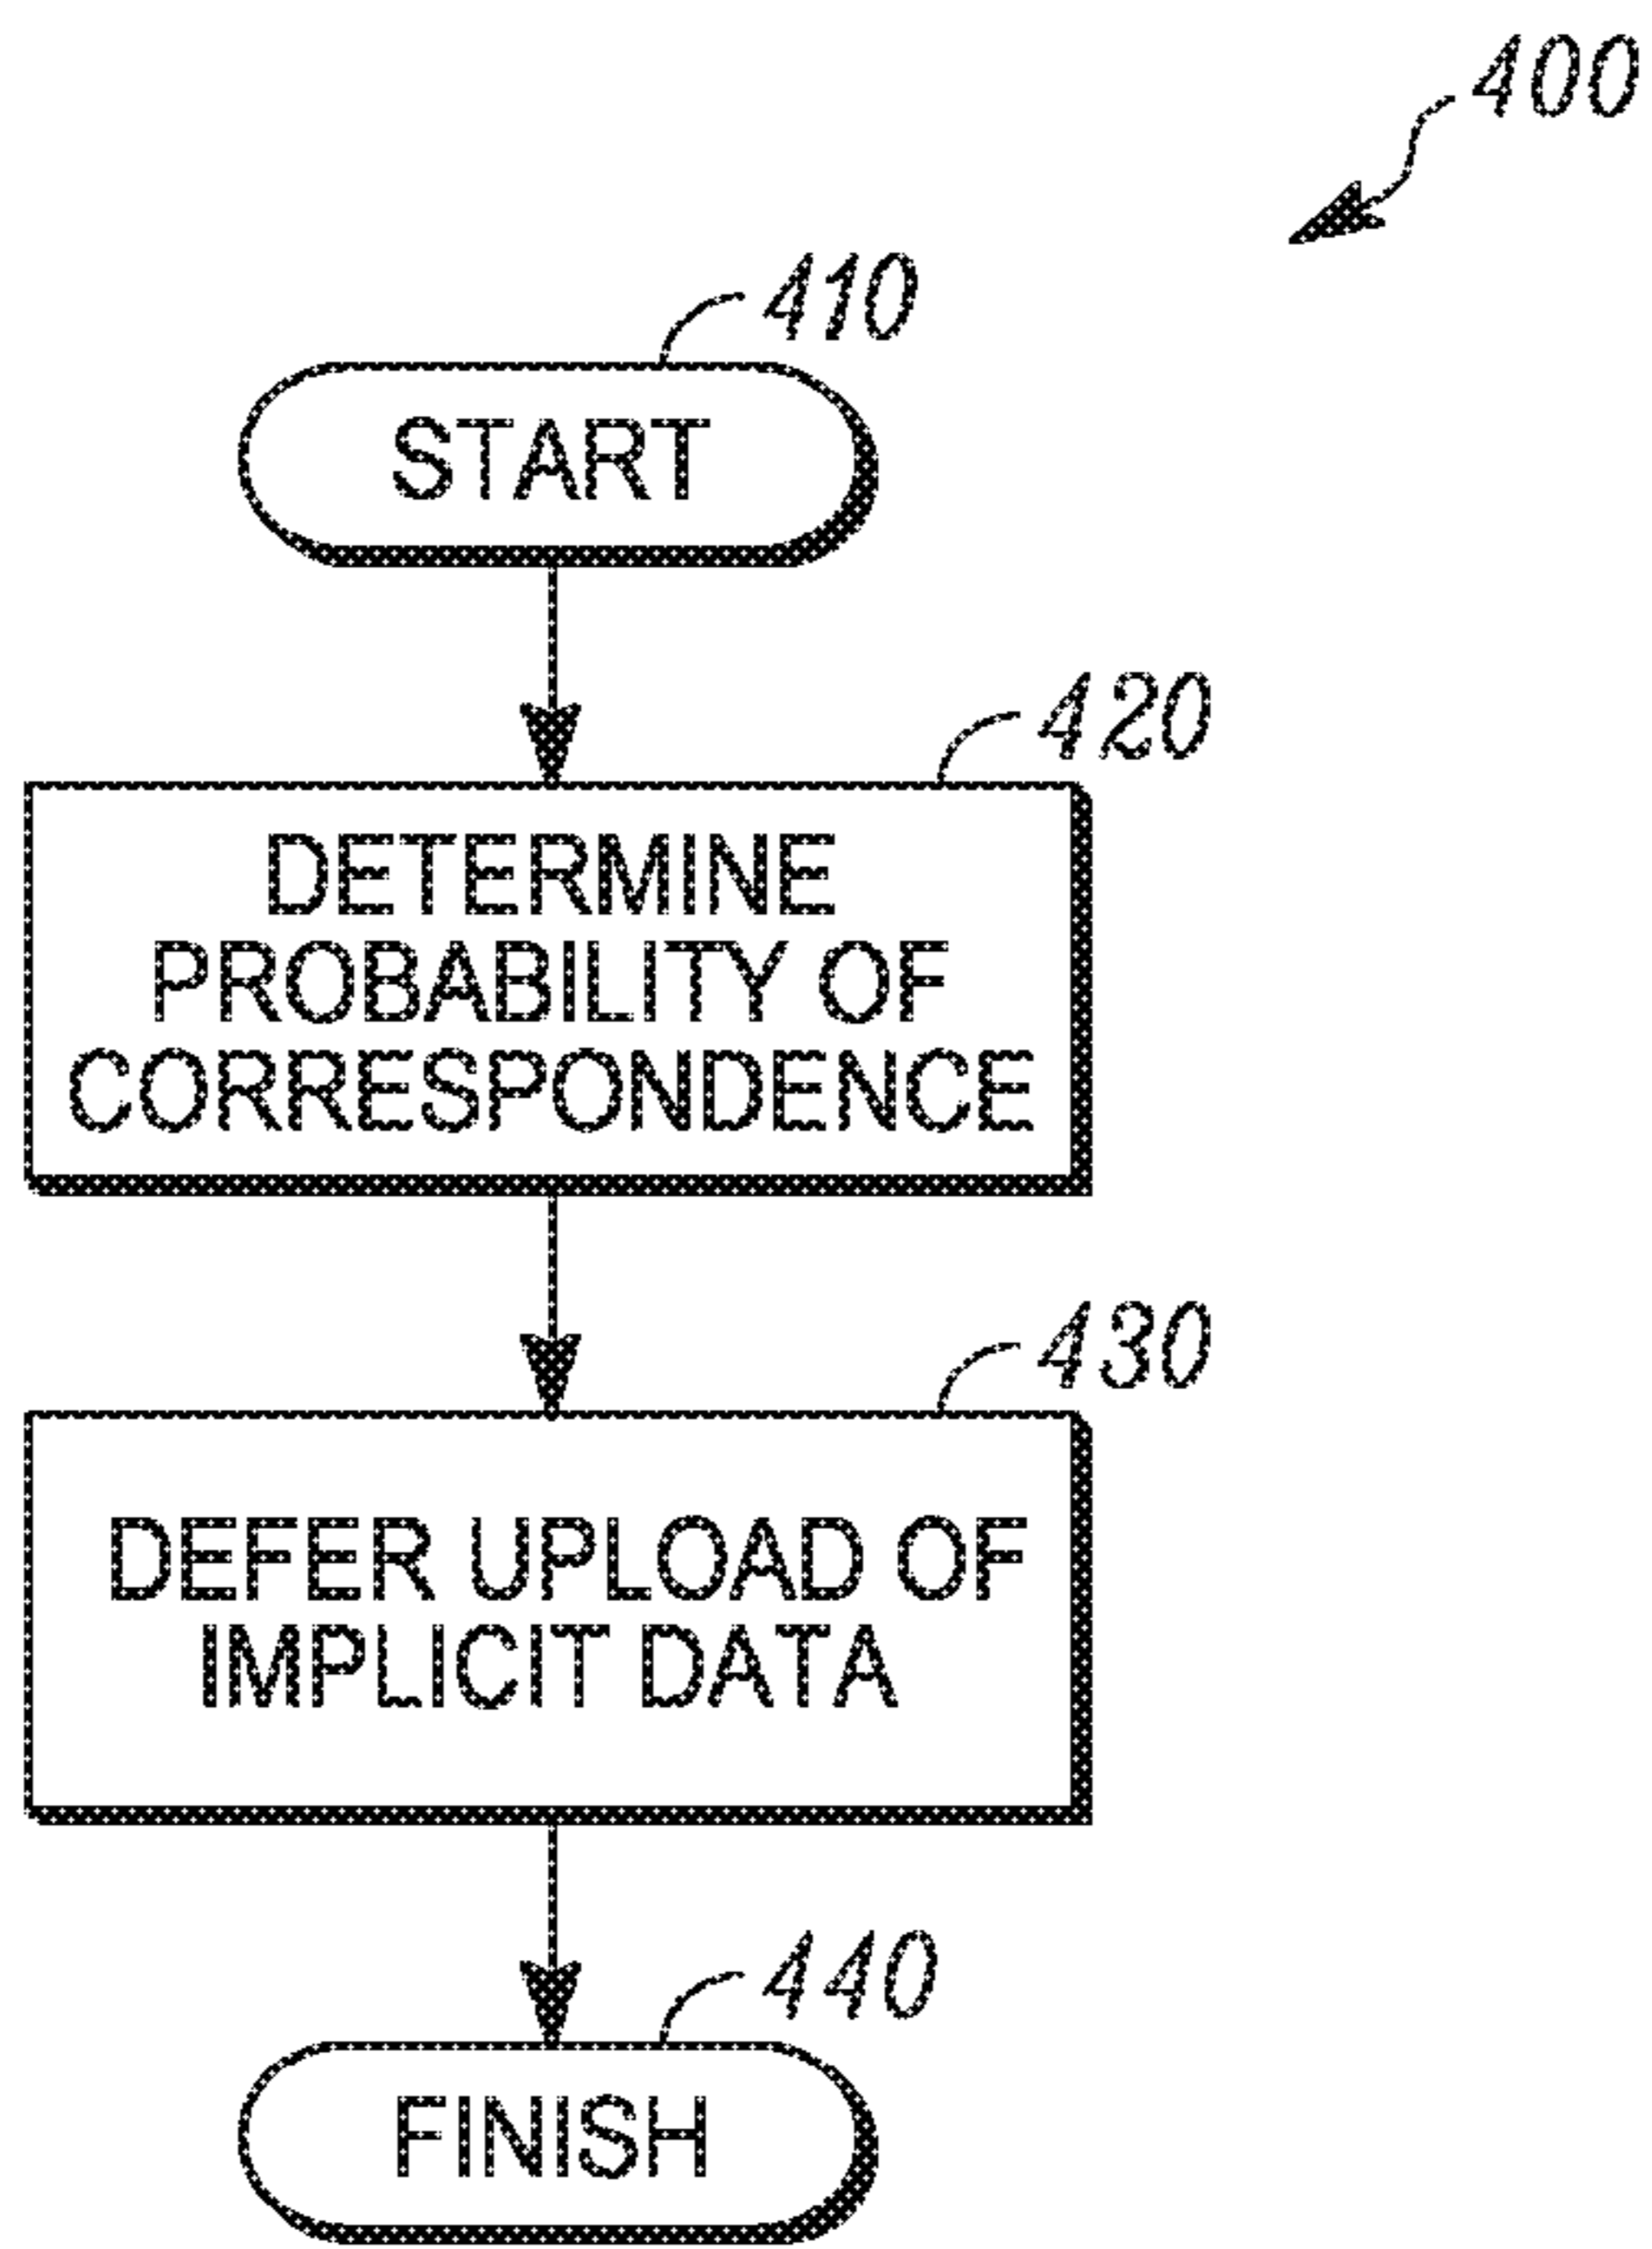 400
410
START
420
DETERMINE
PROBABILITY OF
CORRESPONDENCE
430
DEFER UPLOAD OF
IMPLICIT DATA
440
FINISH